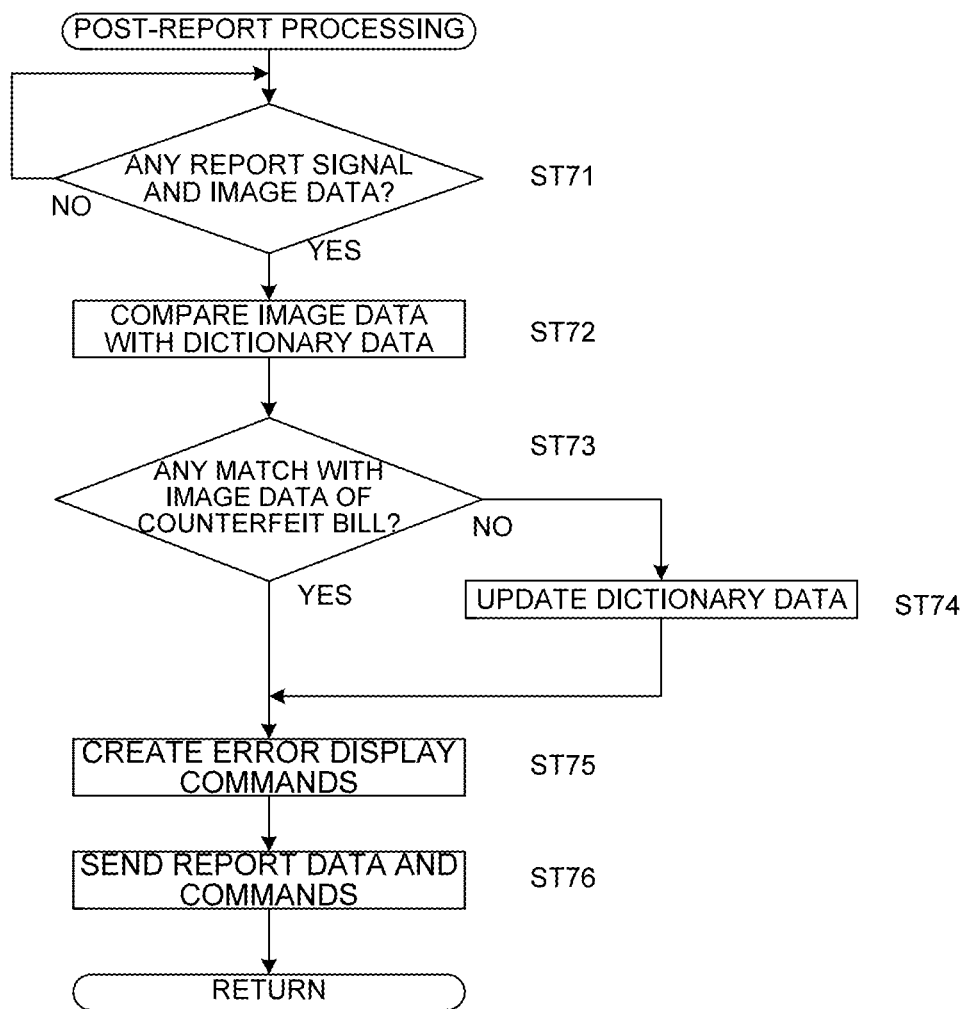 POST-REPORT PROCESSING
ANY REPORT SIGNAL
AND IMAGE DATA?
ST71
NO
YES
COMPARE IMAGE DATA
WITH DICTIONARY DATA
ST72
ST73
ANY MATCH WITH
IMAGE DATA OF
COUNTERFEIT BILL?
NO
YES
UPDATE DICTIONARY DATA
ST74
CREATE ERROR DISPLAY
COMMANDS
ST75
SEND REPORT DATA AND
COMMANDS
ST76
RETURN